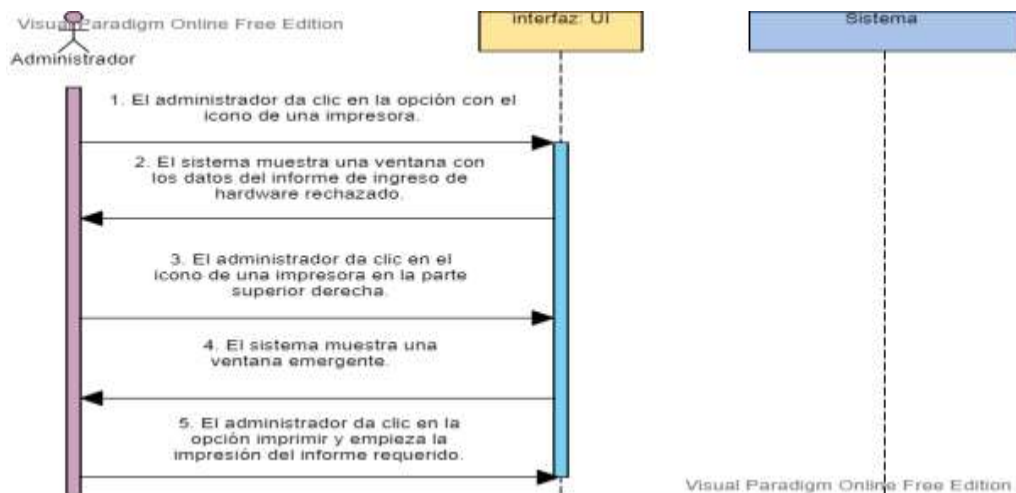 Visual Paradigm Online Free Edition
interfaz: UI
Sistema
Administrador
1. El administrador da clic en la opción con el
icono de una impresora.
2. El sistema muestra una ventana con
los datos del informe de ingreso de
hardware rechazado.
3. El administrador da clic en el
icono de una impresora en la parte
superior derecha.
4. El sistema muestra una
ventana emergente.
5. El administrador da clic en la
opción imprimir y empieza la
impresión del informe requerido.
Visual Paradigm Online Free Edition